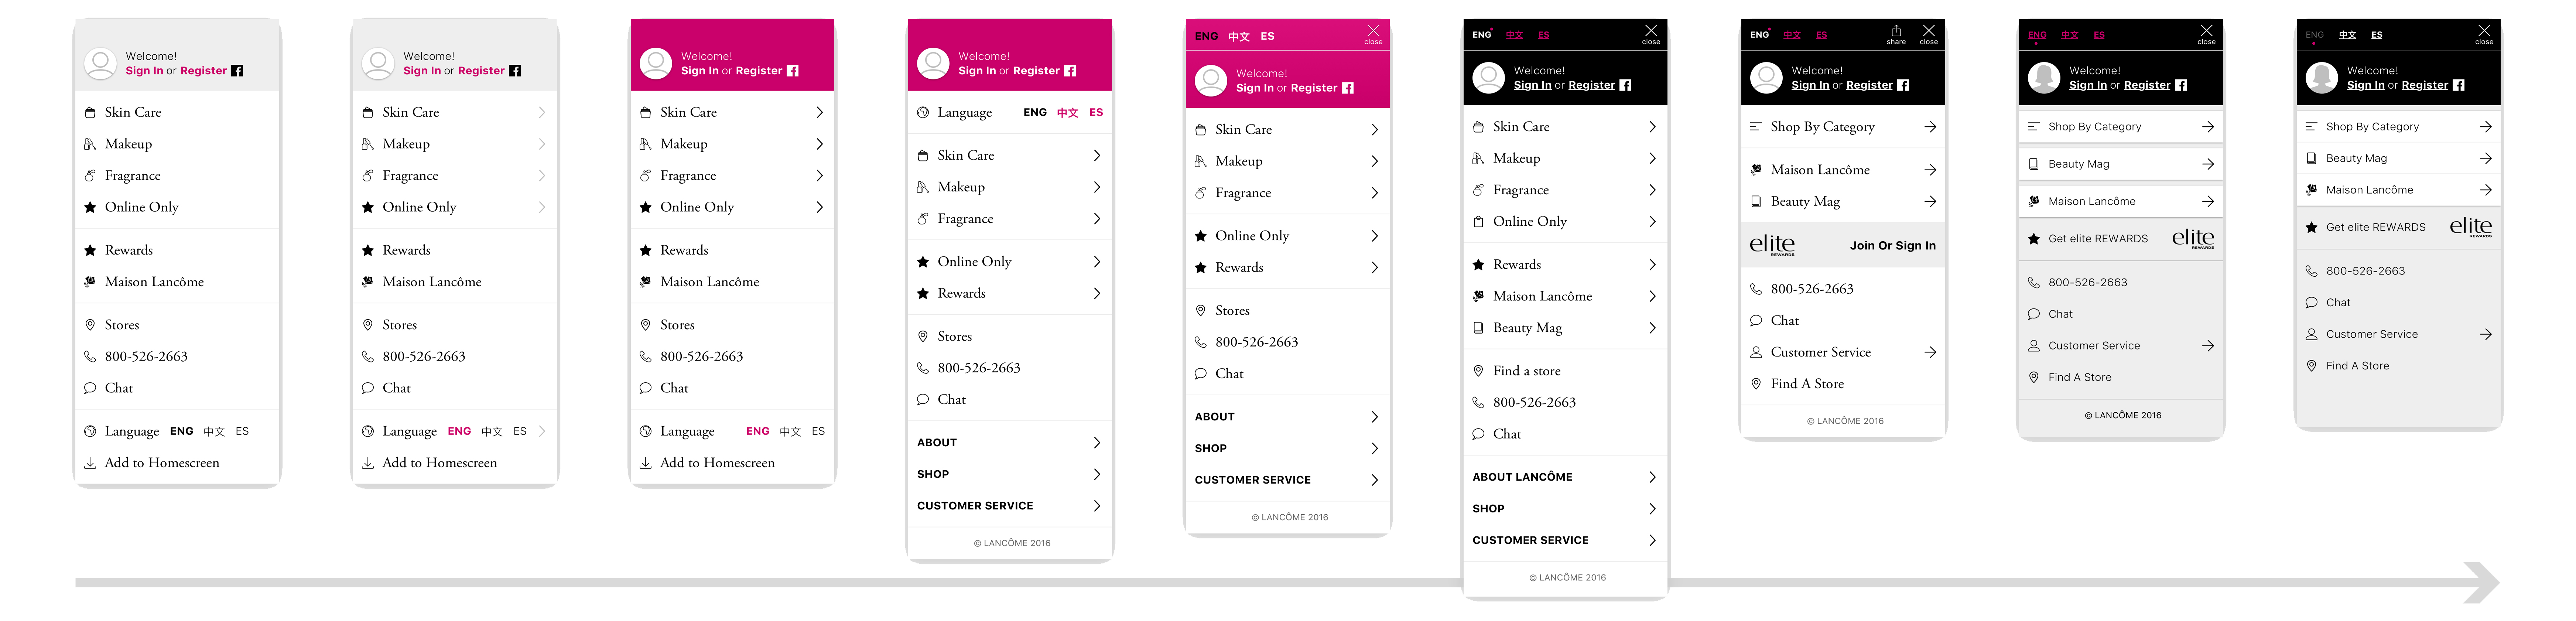 Welcome!
Sign In or Register
Skin Care
Makeup
Fragrance
Online Only
Rewards
Maison Lancôme
Stores
800-526-2663
Chat
Language ENG 中文 ES
Add to Homescreen
Welcome!
Sign In or Register
Skin Care
Makeup
Fragrance
Online Only
Rewards
Maison Lancôme
Stores
800-526-2663
Chat
Language ENG 中文 ES
Add to Homescreen
Welcome!
Sign In or Register
Skin Care
Makeup
Fragrance
Online Only
Rewards
Maison Lancôme
Stores
800-526-2663
Chat
Language ENG 中文 ES
Add to Homescreen
Welcome!
Sign In or Register
Language ENG 中文 ES
Skin Care
Makeup
Fragrance
Online Only
Rewards
Stores
800-526-2663
Chat
ABOUT
SHOP
CUSTOMER SERVICE
© LANCÔME 2016
ENG 中文 ES close
Welcome!
Sign In or Register
Skin Care
Makeup
Fragrance
Online Only
Rewards
Stores
800-526-2663
Chat
ABOUT
SHOP
CUSTOMER SERVICE
© LANCÔME 2016
ENG 中文 ES close
Welcome!
Sign In or Register
Skin Care
Makeup
Fragrance
Online Only
Rewards
Maison Lancôme
Beauty Mag
Find a store
800-526-2663
Chat
ABOUT LANCÔME
SHOP
CUSTOMER SERVICE
© LANCÔME 2016
ENG 中文 ES share close
Welcome!
Sign In or Register
Shop By Category
Maison Lancôme
Beauty Mag
elite REWARDS Join Or Sign In
800-526-2663
Chat
Customer Service
Find A Store
© LANCÔME 2016
ENG 中文 ES close
Welcome!
Sign In or Register
Shop By Category
Beauty Mag
Maison Lancôme
Get elite REWARDS elite REWARDS
800-526-2663
Chat
Customer Service
Find A Store
© LANCÔME 2016
ENG 中文 ES close
Welcome!
Sign In or Register
Shop By Category
Beauty Mag
Maison Lancôme
Get elite REWARDS elite REWARDS
800-526-2663
Chat
Customer Service
Find A Store